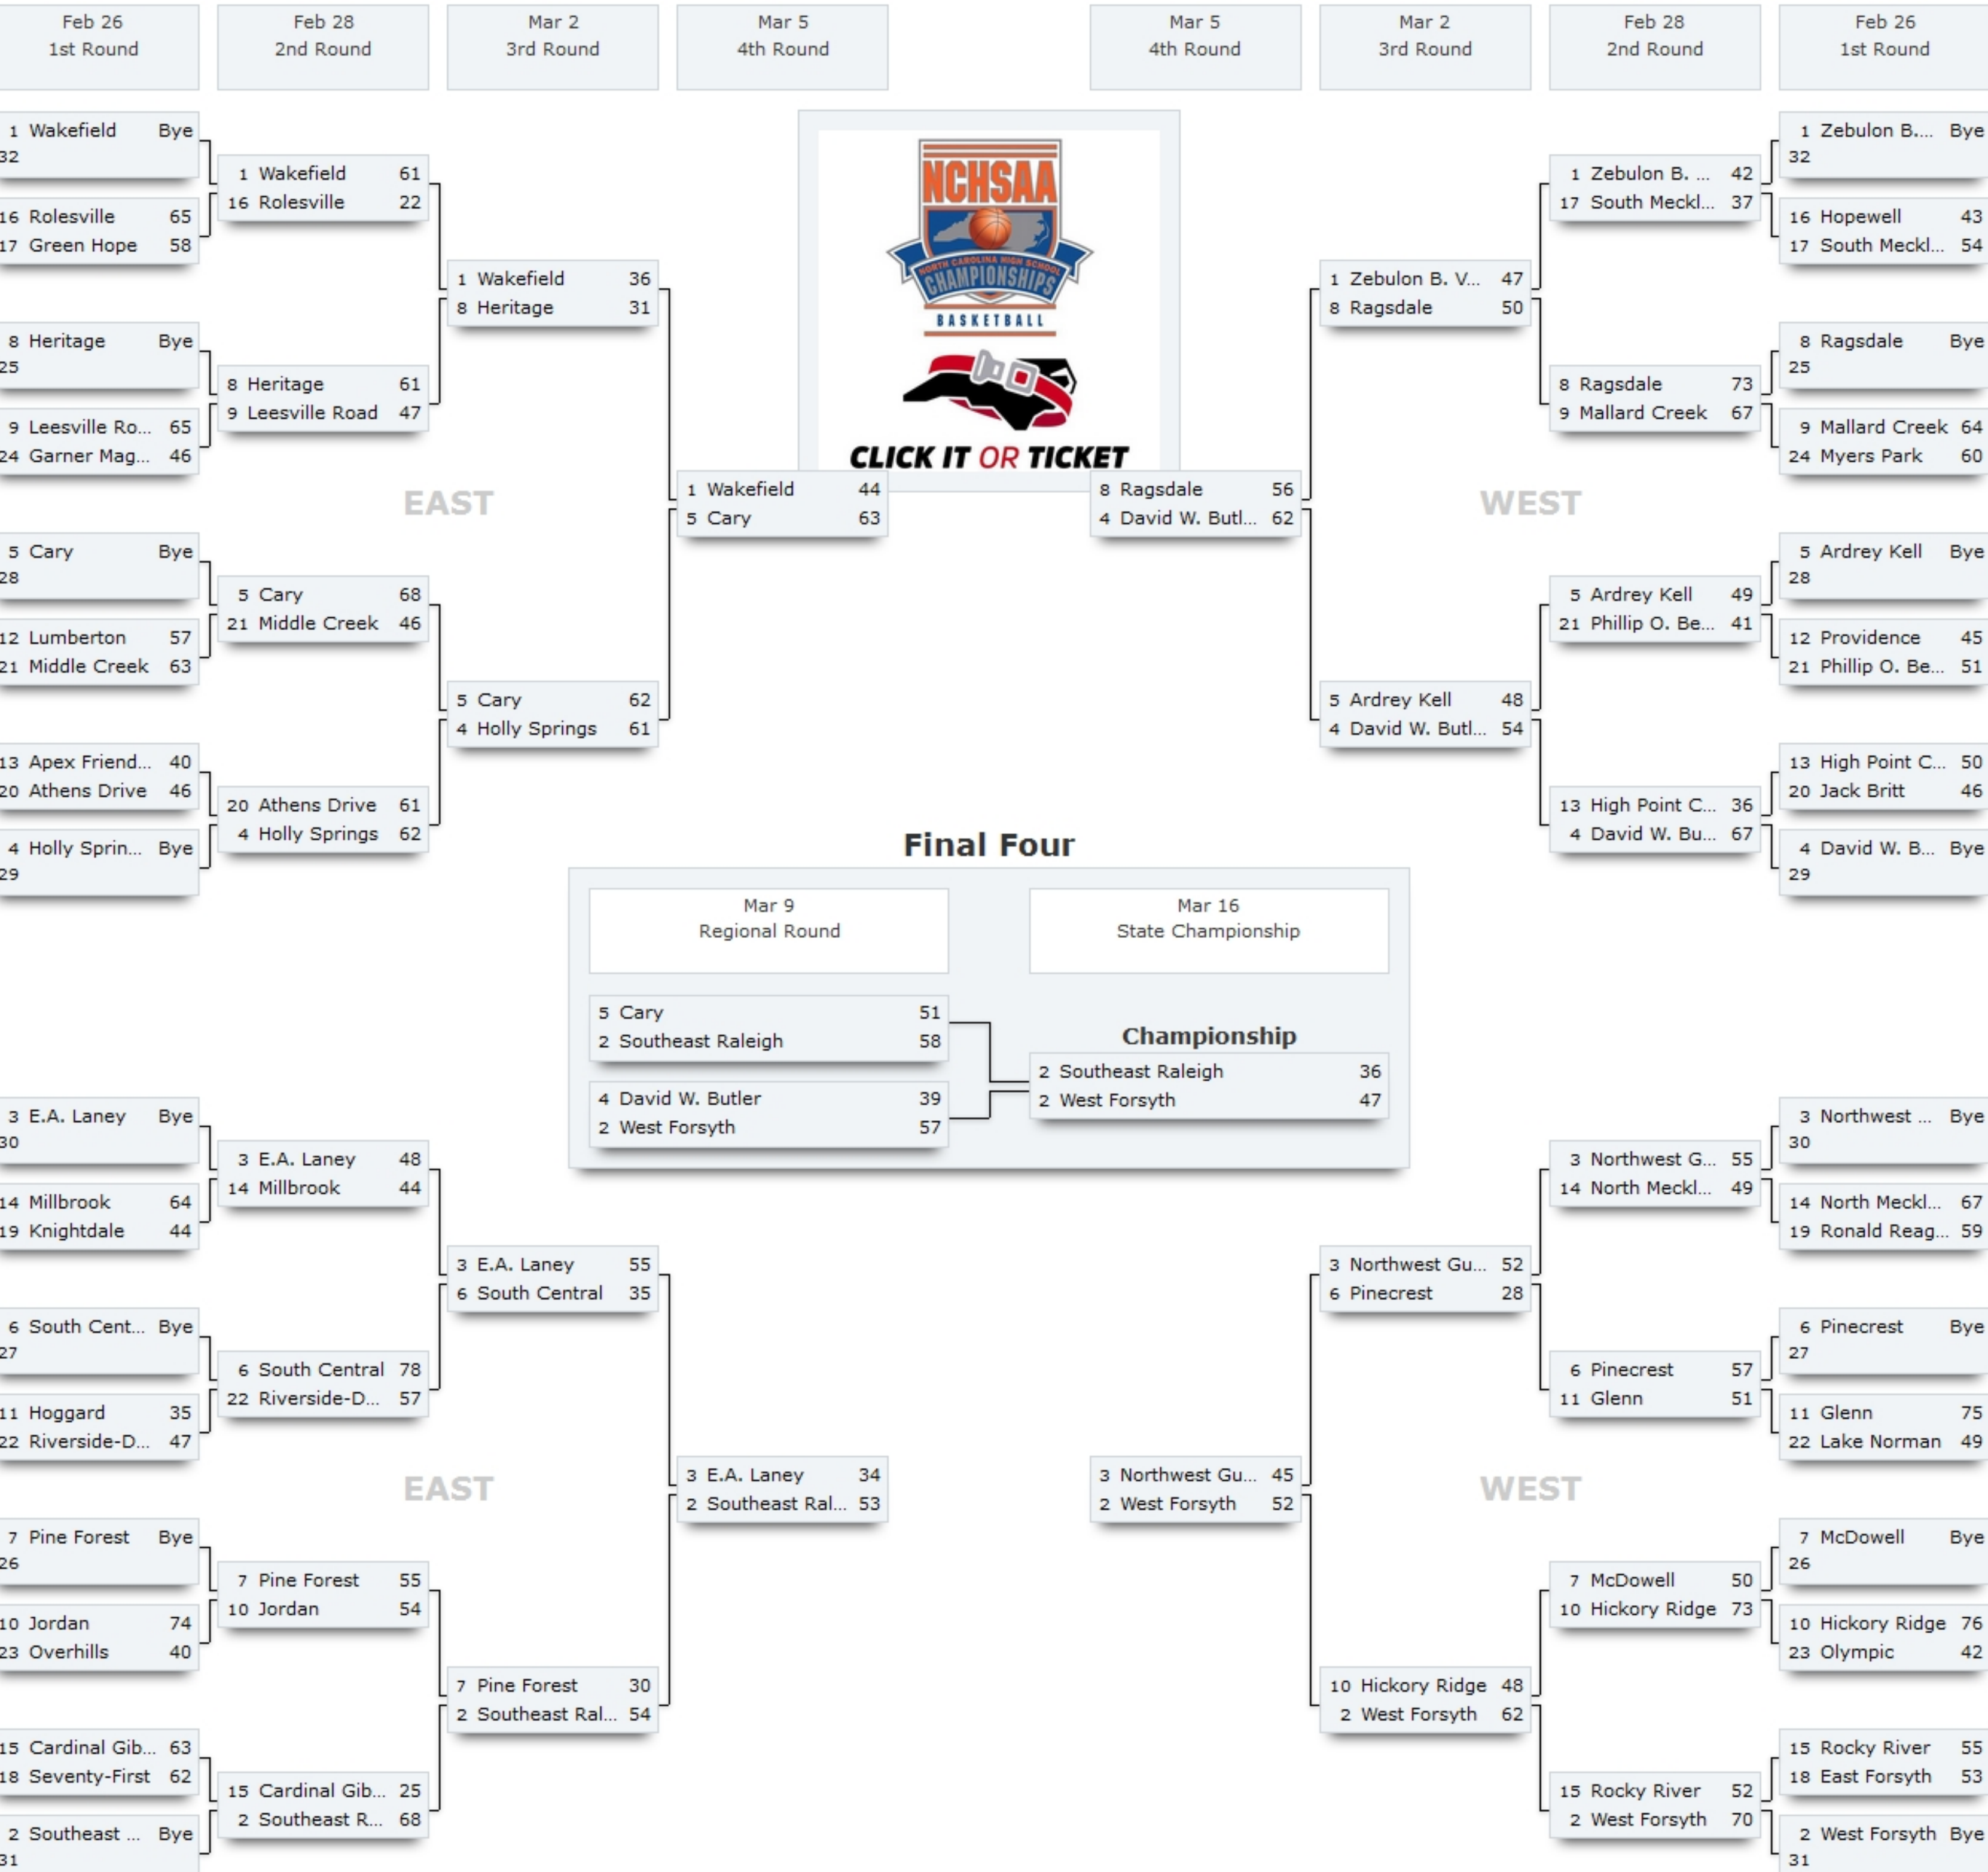 Feb 26
1st Round
Feb 28
2nd Round
Mar 2
3rd Round
Mar 5
4th Round
Mar 5
4th Round
Mar 2
3rd Round
Feb 28
2nd Round
Feb 26
1st Round
1 Wakefield Bye
32
16 Rolesville 65
17 Green Hope 58
8 Heritage Bye
25
9 Leesville Ro... 65
24 Garner Mag... 46
5 Cary Bye
28
12 Lumberton 57
21 Middle Creek 63
13 Apex Friend... 40
20 Athens Drive 46
4 Holly Sprin... Bye
29
1 Wakefield 61
16 Rolesville 22
8 Heritage 61
9 Leesville Road 47
5 Cary 68
21 Middle Creek 46
20 Athens Drive 61
4 Holly Springs 62
1 Wakefield 36
8 Heritage 31
5 Cary 62
4 Holly Springs 61
EAST
1 Wakefield 44
5 Cary 63
NCHSAA
NORTH CAROLINA HIGH SCHOOL
CHAMPIONSHIPS
BASKETBALL
CLICK IT OR TICKET
8 Ragsdale 56
4 David W. Butl... 62
1 Zebulon B. V... 47
8 Ragsdale 50
5 Ardrey Kell 48
4 David W. Butl... 54
WEST
1 Zebulon B. ... 42
17 South Meckl... 37
8 Ragsdale 73
9 Mallard Creek 67
5 Ardrey Kell 49
21 Phillip O. Be... 41
13 High Point C... 36
4 David W. Bu... 67
1 Zebulon B.... Bye
32
16 Hopewell 43
17 South Meckl... 54
8 Ragsdale Bye
25
9 Mallard Creek 64
24 Myers Park 60
5 Ardrey Kell Bye
28
12 Providence 45
21 Phillip O. Be... 51
13 High Point C... 50
20 Jack Britt 46
4 David W. B... Bye
29
Final Four
Mar 9
Regional Round
Mar 16
State Championship
5 Cary 51
2 Southeast Raleigh 58
4 David W. Butler 39
2 West Forsyth 57
Championship
2 Southeast Raleigh 36
2 West Forsyth 47
3 E.A. Laney Bye
30
14 Millbrook 64
19 Knightdale 44
6 South Cent... Bye
27
11 Hoggard 35
22 Riverside-D... 47
7 Pine Forest Bye
26
10 Jordan 74
23 Overhills 40
15 Cardinal Gib... 63
18 Seventy-First 62
2 Southeast ... Bye
31
3 E.A. Laney 48
14 Millbrook 44
6 South Central 78
22 Riverside-D... 57
7 Pine Forest 55
10 Jordan 54
15 Cardinal Gib... 25
2 Southeast R... 68
3 E.A. Laney 55
6 South Central 35
7 Pine Forest 30
2 Southeast Ral... 54
EAST
3 E.A. Laney 34
2 Southeast Ral... 53
3 Northwest Gu... 45
2 West Forsyth 52
3 Northwest Gu... 52
6 Pinecrest 28
10 Hickory Ridge 48
2 West Forsyth 62
WEST
3 Northwest G... 55
14 North Meckl... 49
6 Pinecrest 57
11 Glenn 51
7 McDowell 50
10 Hickory Ridge 73
15 Rocky River 52
2 West Forsyth 70
3 Northwest ... Bye
30
14 North Meckl... 67
19 Ronald Reag... 59
6 Pinecrest Bye
27
11 Glenn 75
22 Lake Norman 49
7 McDowell Bye
26
10 Hickory Ridge 76
23 Olympic 42
15 Rocky River 55
18 East Forsyth 53
2 West Forsyth Bye
31